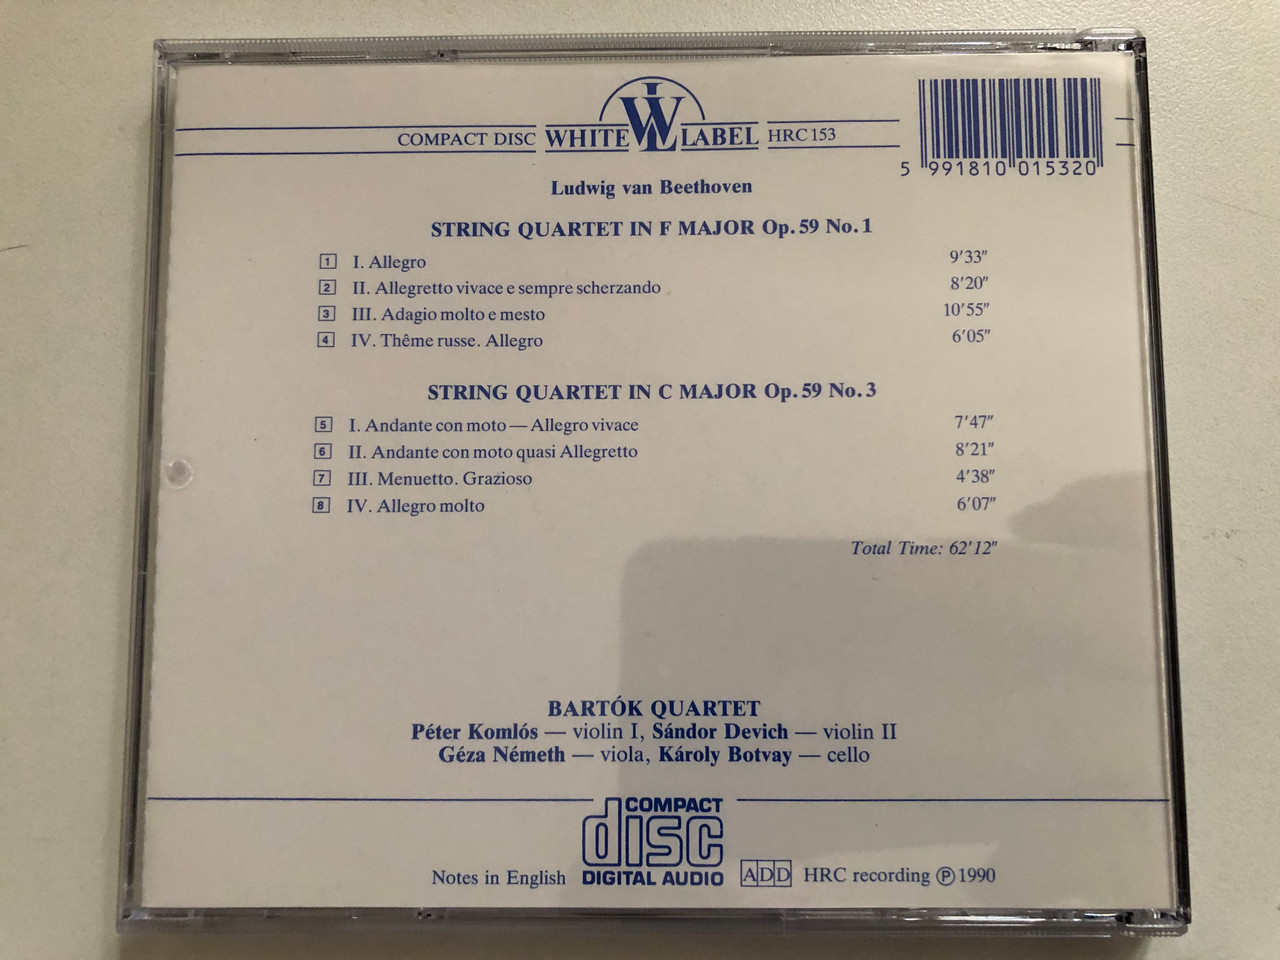 COMPACT DISC WHITE WL LABEL HRC 153
5 991810 015320
Ludwig van Beethoven
STRING QUARTET IN F MAJOR Op. 59 No. 1
1 I. Allegro 9′33″
2 II. Allegretto vivace e sempre scherzando 8′20″
3 III. Adagio molto e mesto 10′55″
4 IV. Thême russe. Allegro 6′05″
STRING QUARTET IN C MAJOR Op. 59 No. 3
5 I. Andante con moto — Allegro vivace 7′47″
6 II. Andante con moto quasi Allegretto 8′21″
7 III. Menuetto. Grazioso 4′38″
8 IV. Allegro molto 6′07″
Total Time: 62′12″
BARTÓK QUARTET
Péter Komlós — violin I, Sándor Devich — violin II
Géza Németh — viola, Károly Botvay — cello
COMPACT
disc
Notes in English DIGITAL AUDIO ADD HRC recording ℗ 1990